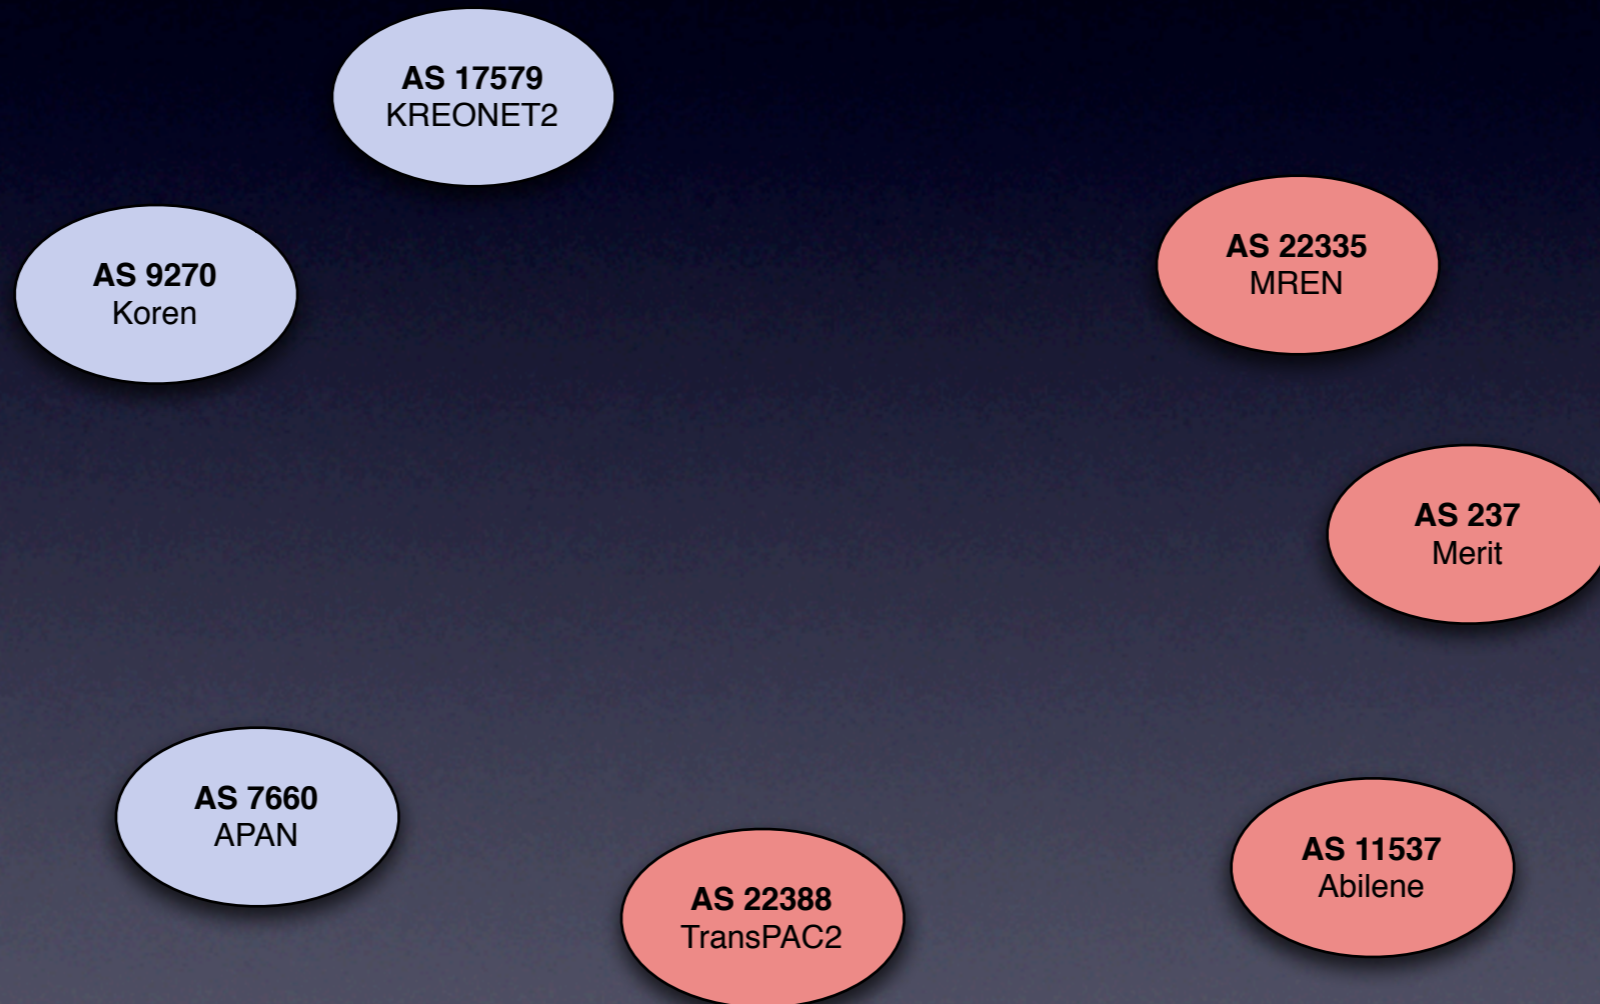 AS 17579
KREONET2
AS 9270
Koren
AS 22335
MREN
AS 237
Merit
AS 7660
APAN
AS 22388
TransPAC2
AS 11537
Abilene